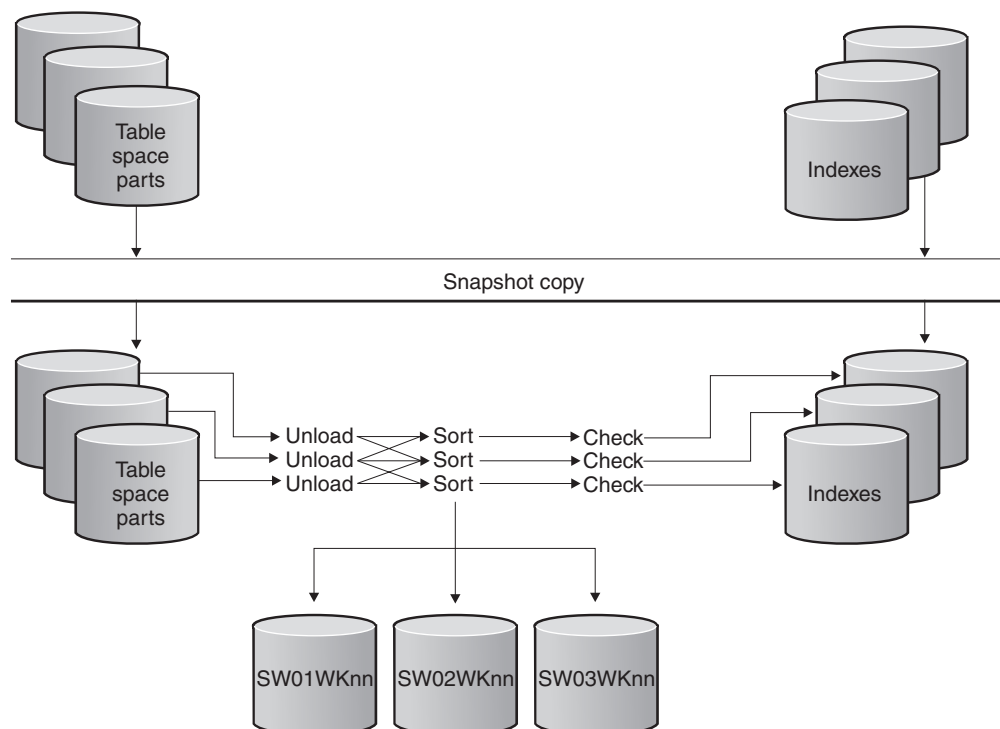 Table
space
parts
Indexes
Snapshot copy
Unload Sort Check
Unload Sort Check
Unload Sort Check
Table
space
parts
Indexes
SW01WKnn SW02WKnn SW03WKnn